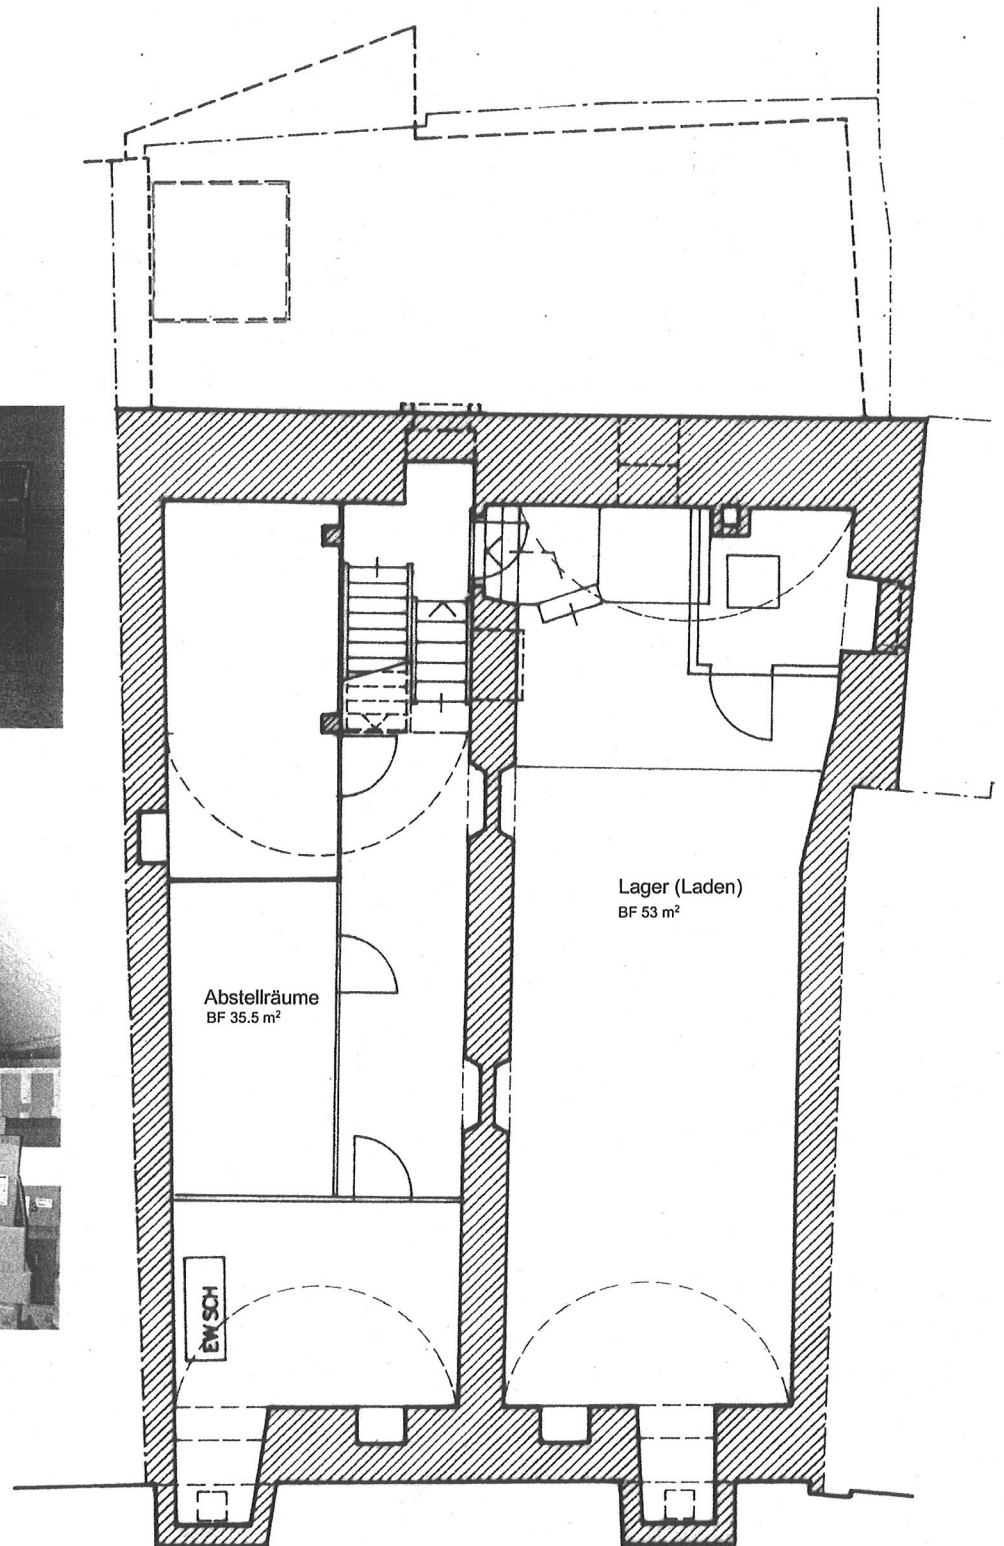 Lager (Laden)
BF 53 m²
Abstellräume
BF 35.5 m²
EW SCH